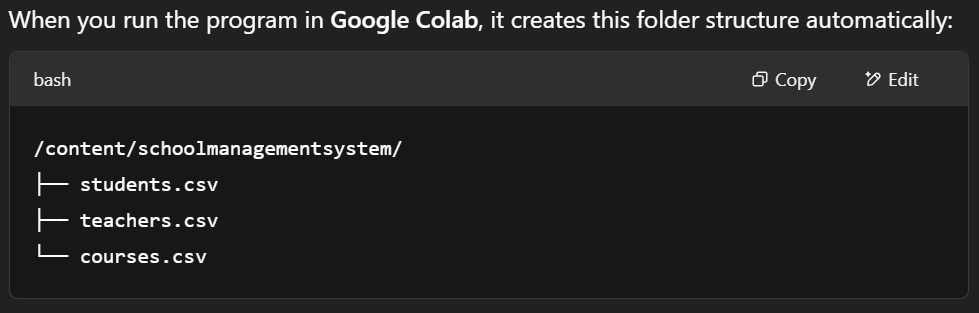 When you run the program in Google Colab, it creates this folder structure automatically:
bash Copy Edit
/content/schoolmanagementsystem/
├── students.csv
├── teachers.csv
└── courses.csv